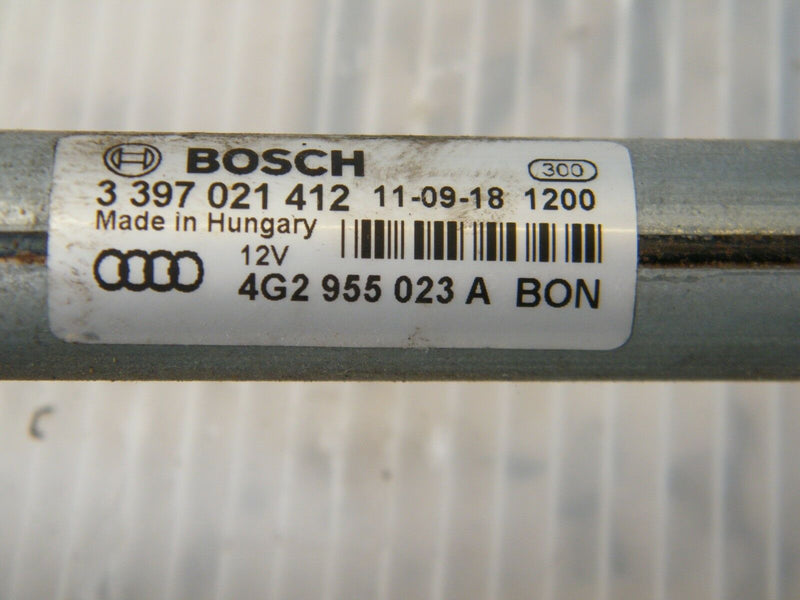 BOSCH 300
3 397 021 412 11-09-18 1200
Made in Hungary
12V
4G2 955 023 A BON